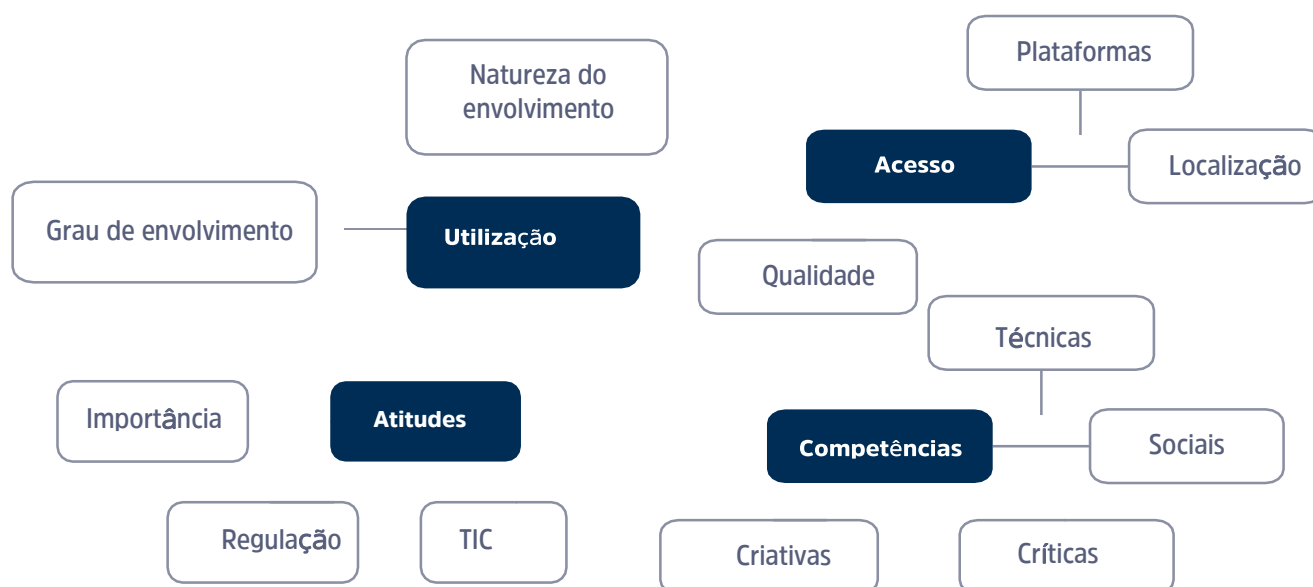 Natureza do
envolvimento
Grau de envolvimento
Utilização
Plataformas
Acesso
Localização
Qualidade
Importância
Atitudes
Regulação
TIC
Técnicas
Competências
Sociais
Criativas
Críticas